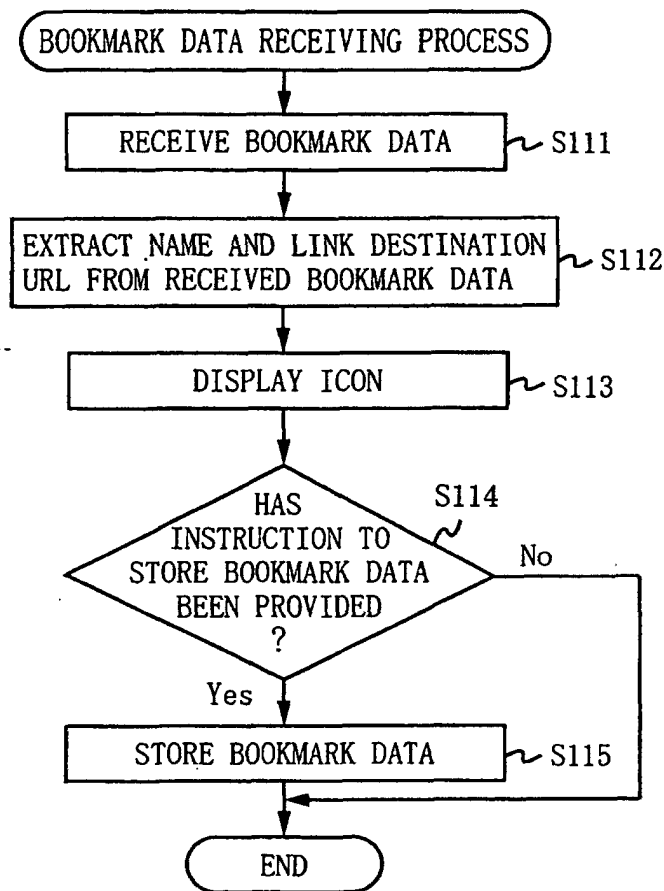 BOOKMARK DATA RECEIVING PROCESS
RECEIVE BOOKMARK DATA
S111
EXTRACT NAME AND LINK DESTINATION
URL FROM RECEIVED BOOKMARK DATA
S112
DISPLAY ICON
S113
S114
HAS
INSTRUCTION TO
STORE BOOKMARK DATA
BEEN PROVIDED
?
No
Yes
STORE BOOKMARK DATA
S115
END